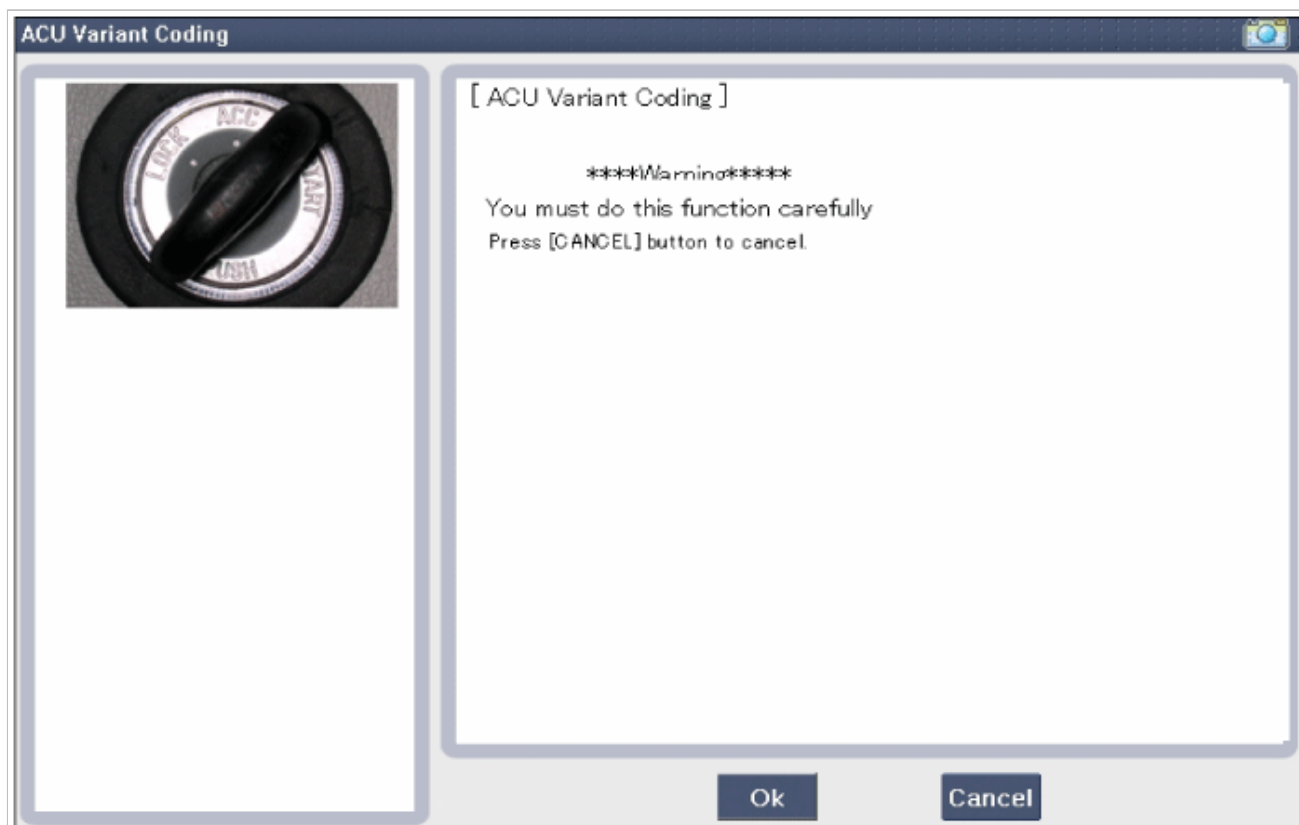 ACU Variant Coding
ACC
LOCK
START
PUSH
[ ACU Variant Coding ]
****Warning*****
You must do this function carefully
Press [CANCEL] button to cancel.
Ok
Cancel